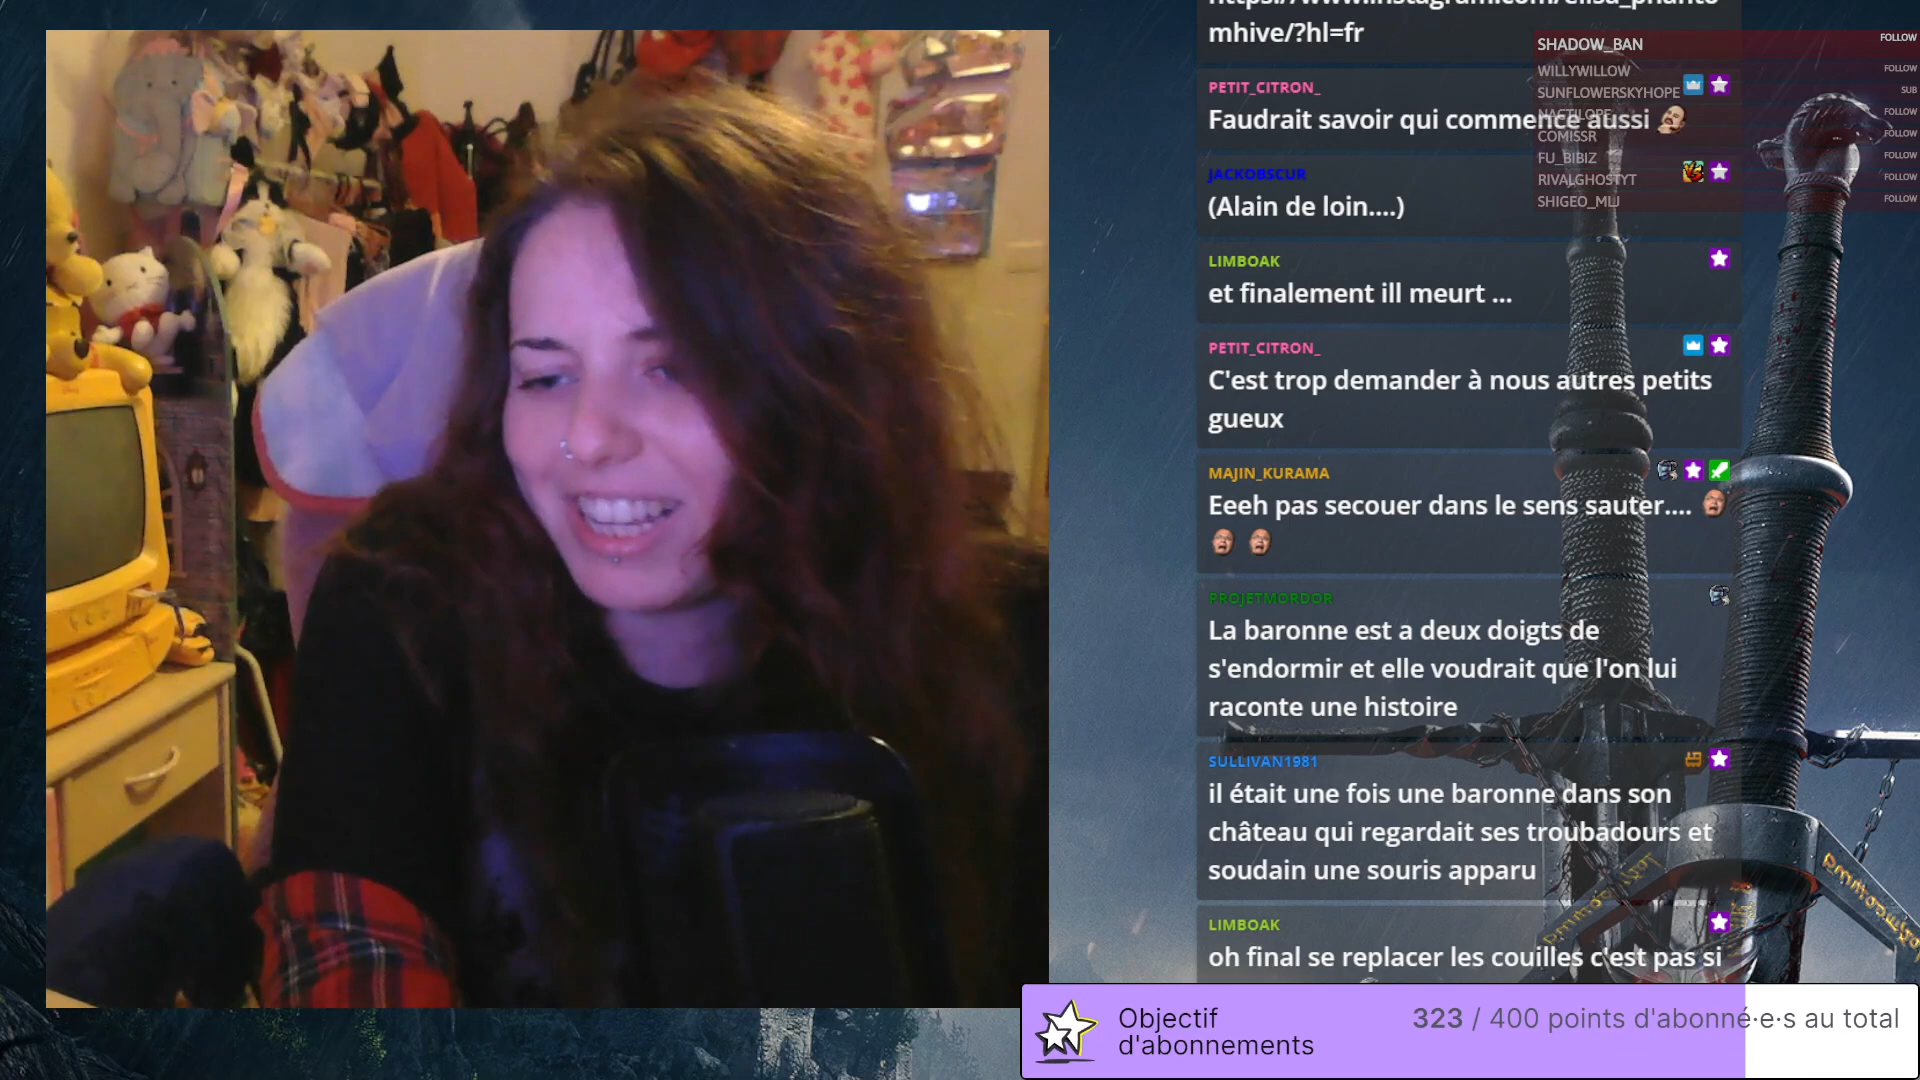 mhive/?hl=fr
PETIT_CITRON_
Faudrait savoir qui commence aussi
JACKOBSCUR
(Alain de loin....)
LIMBOAK
et finalement ill meurt ...
PETIT_CITRON_
C'est trop demander à nous autres petits
gueux
MAJIN_KURAMA
Eeeh pas secouer dans le sens sauter....
PROJETMORDOR
La baronne est a deux doigts de
s'endormir et elle voudrait que l'on lui
raconte une histoire
SULLIVAN1981
il était une fois une baronne dans son
château qui regardait ses troubadours et
soudain une souris apparu
LIMBOAK
oh final se replacer les couilles c'est pas si
SHADOW_BAN FOLLOW
WILLYWILLOW FOLLOW
SUNFLOWERSKYHOPE SUB
NACTILOPE FOLLOW
COMISSR FOLLOW
FU_BIBIZ FOLLOW
RIVALGHOSTYT FOLLOW
SHIGEO_MLJ FOLLOW
Objectif
d'abonnements
323 / 400 points d'abonné·e·s au total